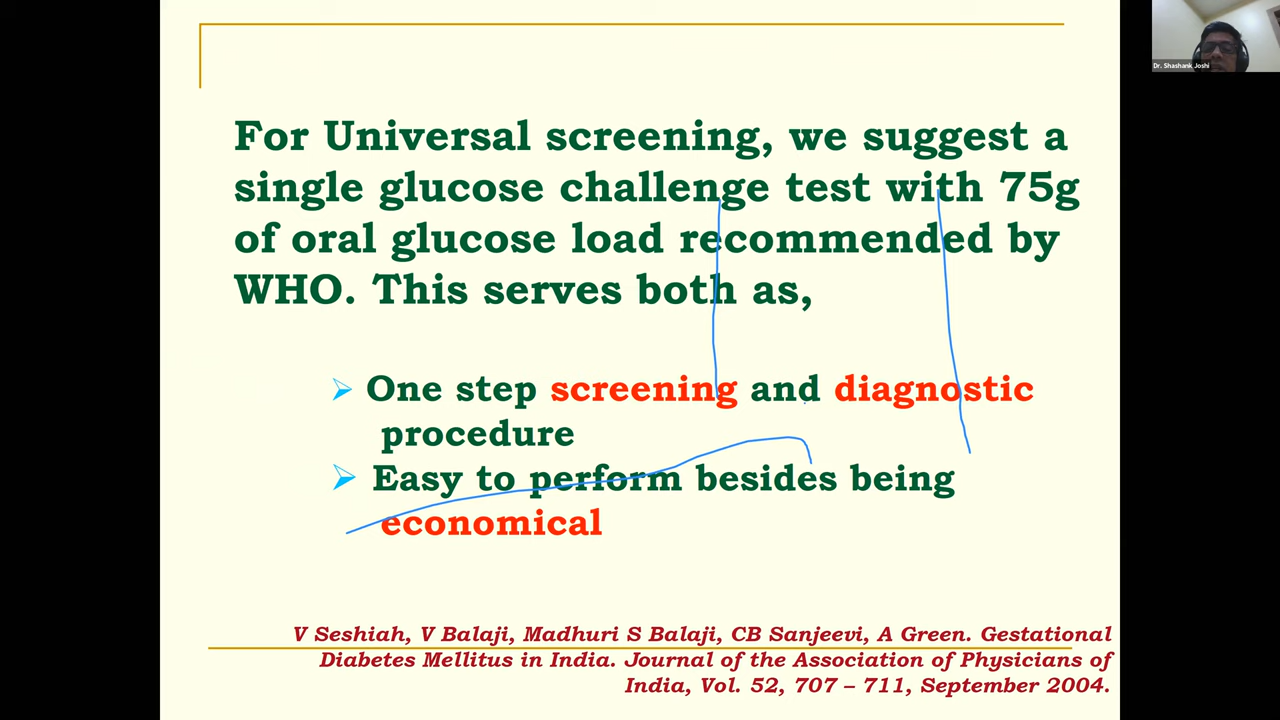 For Universal screening, we suggest a
single glucose challenge test with 75g
of oral glucose load recommended by
WHO. This serves both as,
One step screening and diagnostic
procedure
Easy to perform besides being
economical
V Seshiah, V Balaji, Madhuri S Balaji, CB Sanjeevi, A Green. Gestational
Diabetes Mellitus in India. Journal of the Association of Physicians of
India, Vol. 52, 707 – 711, September 2004.
Dr. Shashank Joshi